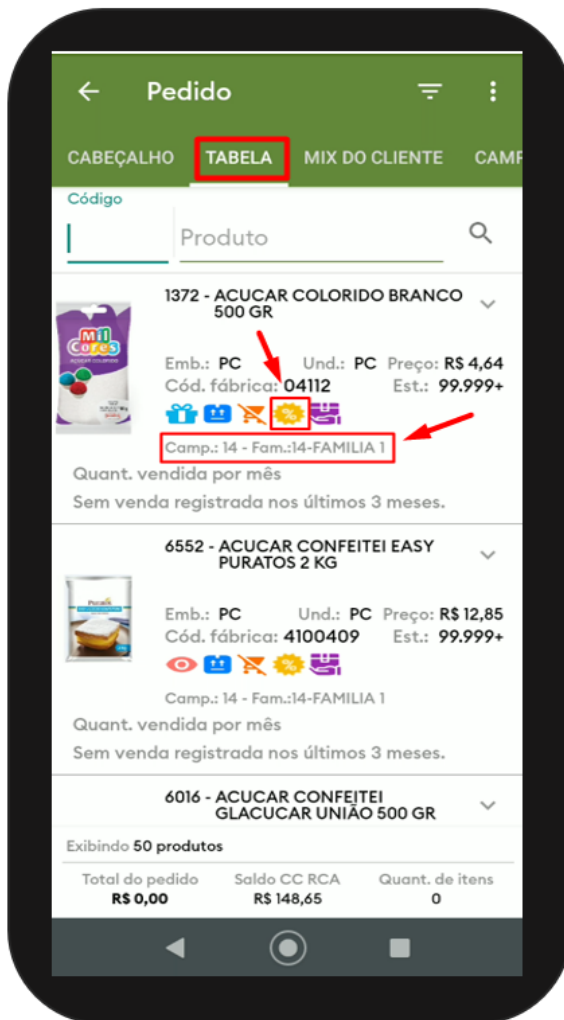 Pedido
CABEÇALHO TABELA MIX DO CLIENTE CAMP
Código
Produto
1372 - ACUCAR COLORIDO BRANCO
500 GR
Mil
Cores
AÇÚCAR COLORIDO
Emb.: PC Und.: PC Preço: R$ 4,64
Cód. fábrica: 04112 Est.: 99.999+
%
Camp.: 14 - Fam.:14-FAMILIA 1
Quant. vendida por mês
Sem venda registrada nos últimos 3 meses.
6552 - ACUCAR CONFEITEI EASY
PURATOS 2 KG
Puratos
Emb.: PC Und.: PC Preço: R$ 12,85
Cód. fábrica: 4100409 Est.: 99.999+
%
Camp.: 14 - Fam.:14-FAMILIA 1
Quant. vendida por mês
Sem venda registrada nos últimos 3 meses.
6016 - ACUCAR CONFEITEI
GLACUCAR UNIÃO 500 GR
Exibindo 50 produtos
Total do pedido Saldo CC RCA Quant. de itens
R$ 0,00 R$ 148,65 0